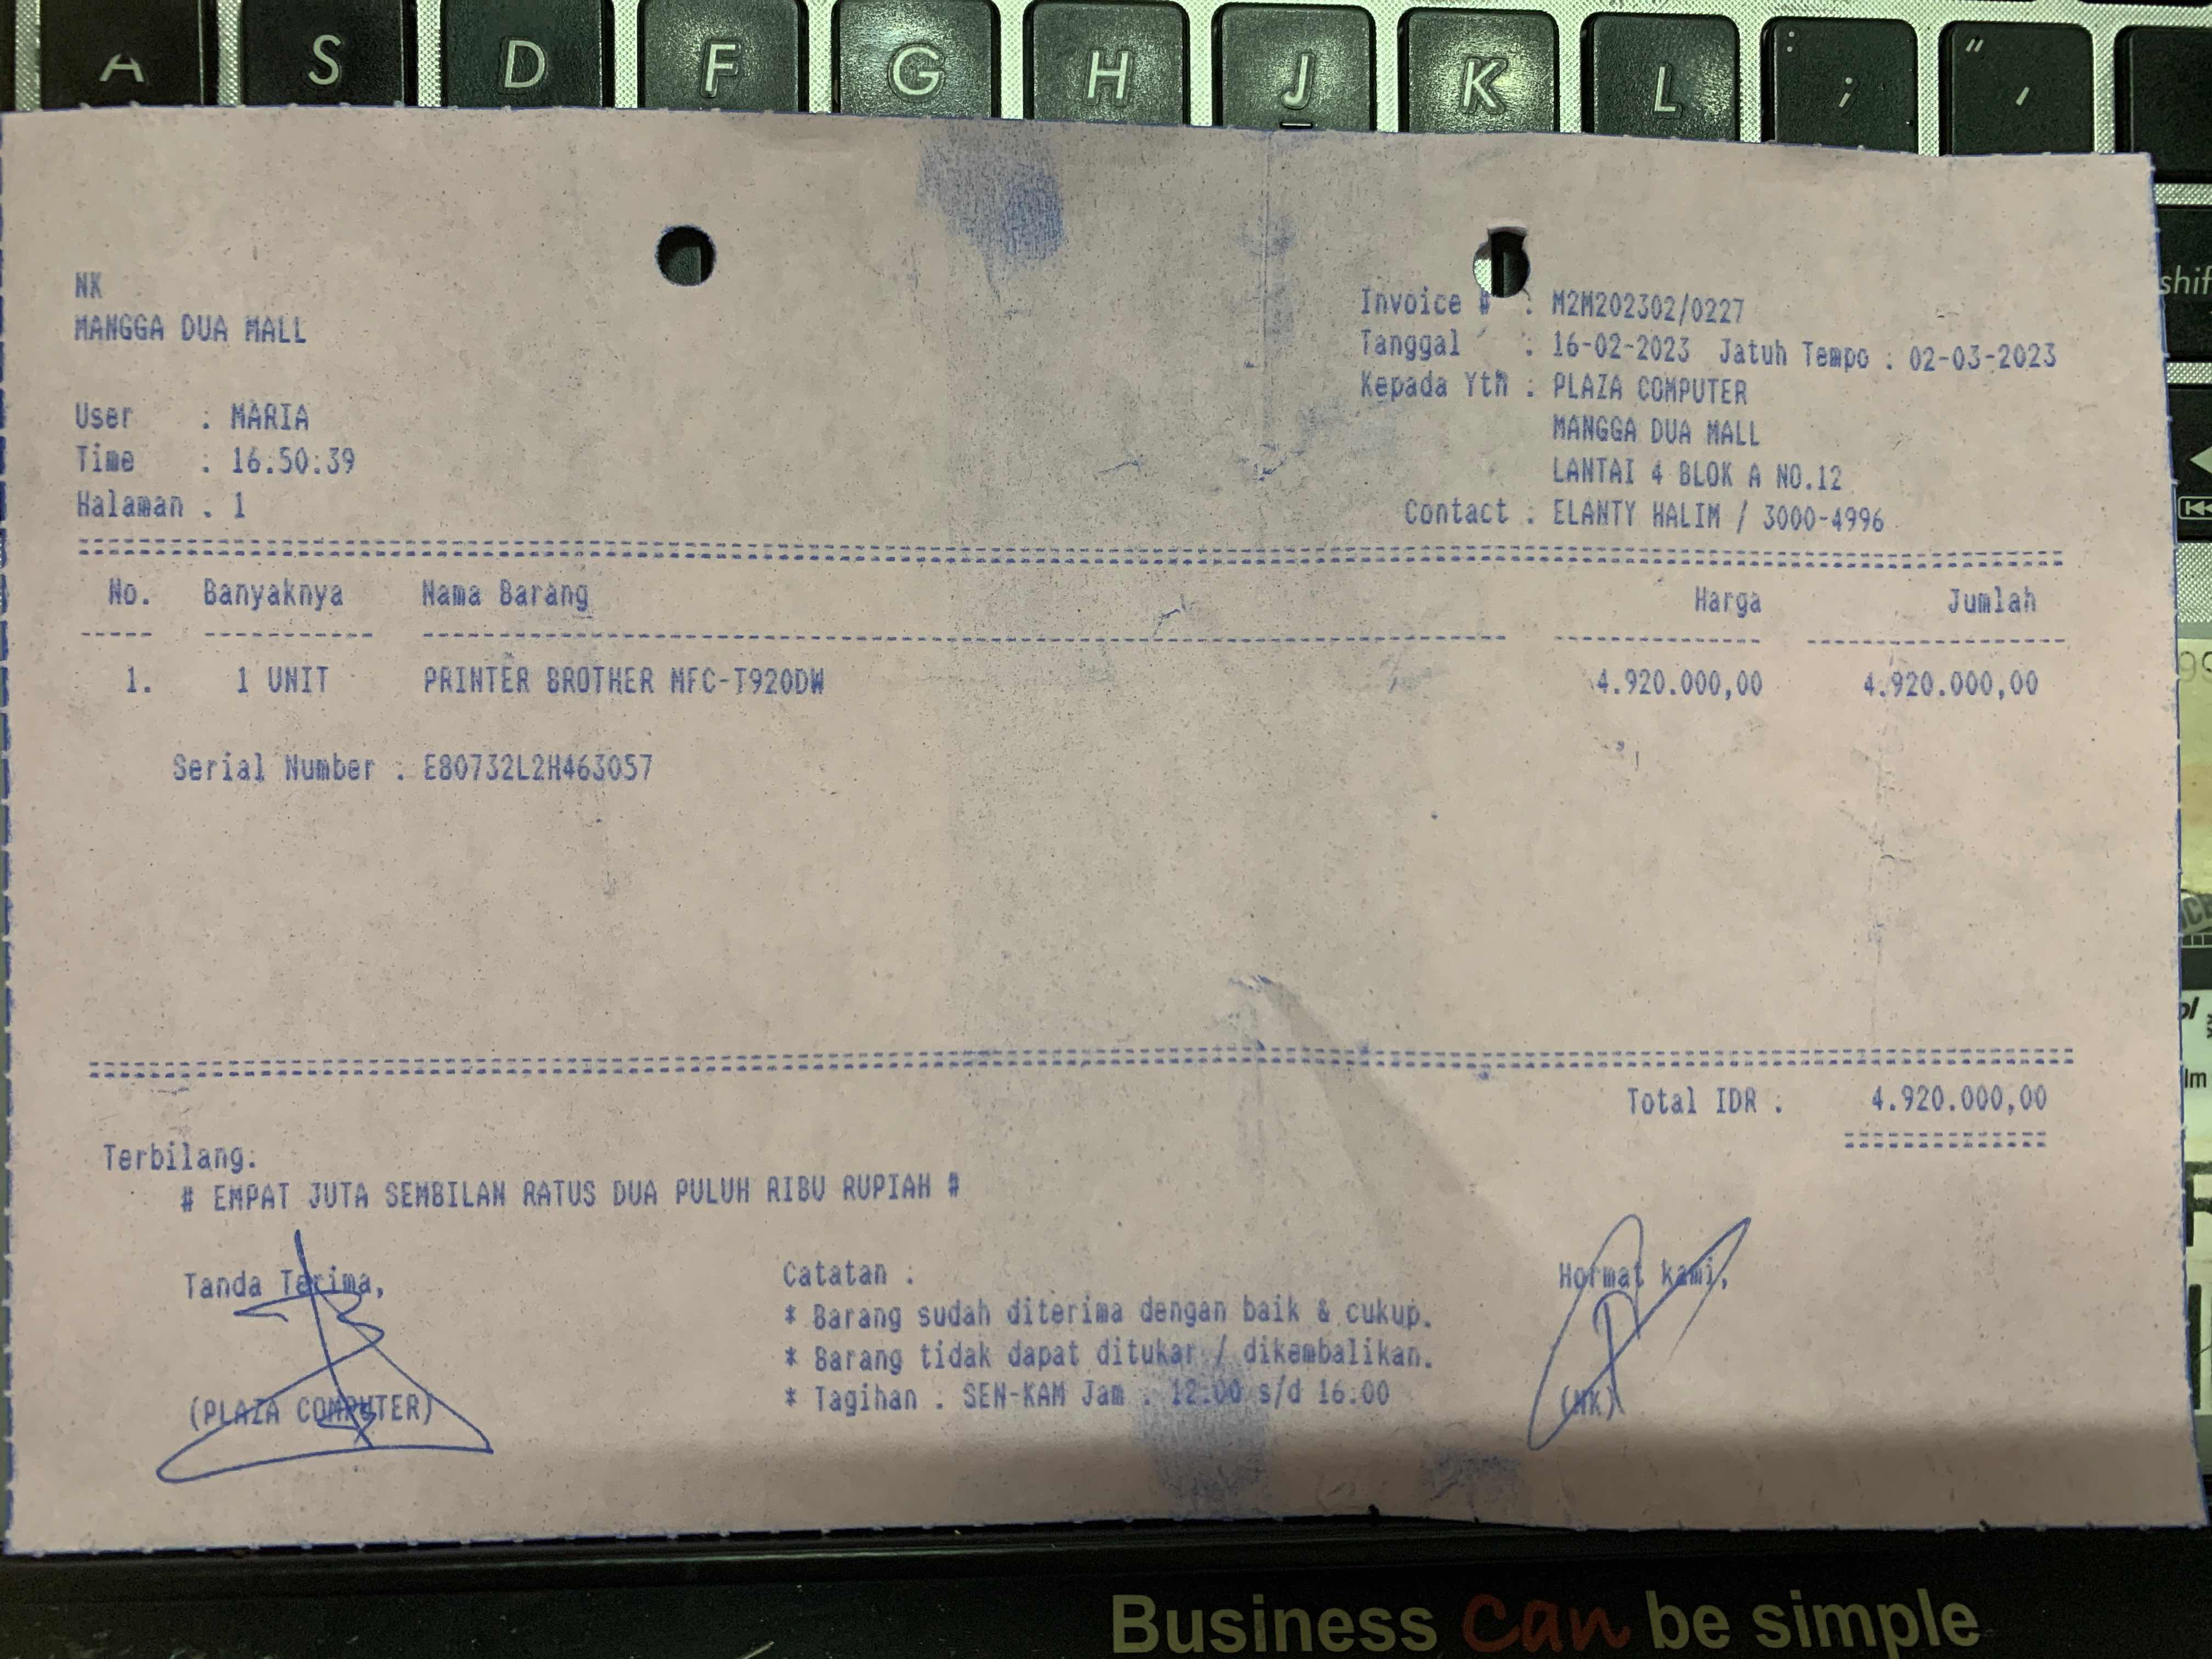 A S D F G H J K L : ; " '
shif
NK
MANGGA DUA MALL
User : MARIA
Time : 16:50:39
Halaman : 1
Invoice # : M2M202302/0227
Tanggal : 16-02-2023 Jatuh Tempo : 02-03-2023
Kepada Yth : PLAZA COMPUTER
MANGGA DUA MALL
LANTAI 4 BLOK A NO.12
Contact : ELANTY HALIM / 3000-4996
No. Banyaknya Nama Barang Harga Jumlah
1. 1 UNIT PRINTER BROTHER MFC-T920DW 4.920.000,00 4.920.000,00
Serial Number : E80732L2H463057
Total IDR : 4.920.000,00
Terbilang:
# EMPAT JUTA SEMBILAN RATUS DUA PULUH RIBU RUPIAH #
Tanda Terima,
(PLAZA COMPUTER)
Catatan :
* Barang sudah diterima dengan baik & cukup.
* Barang tidak dapat ditukar / dikembalikan.
* Tagihan : SEN-KAM Jam : 12:00 s/d 16:00
Hormat kami,
(NK)
Business can be simple